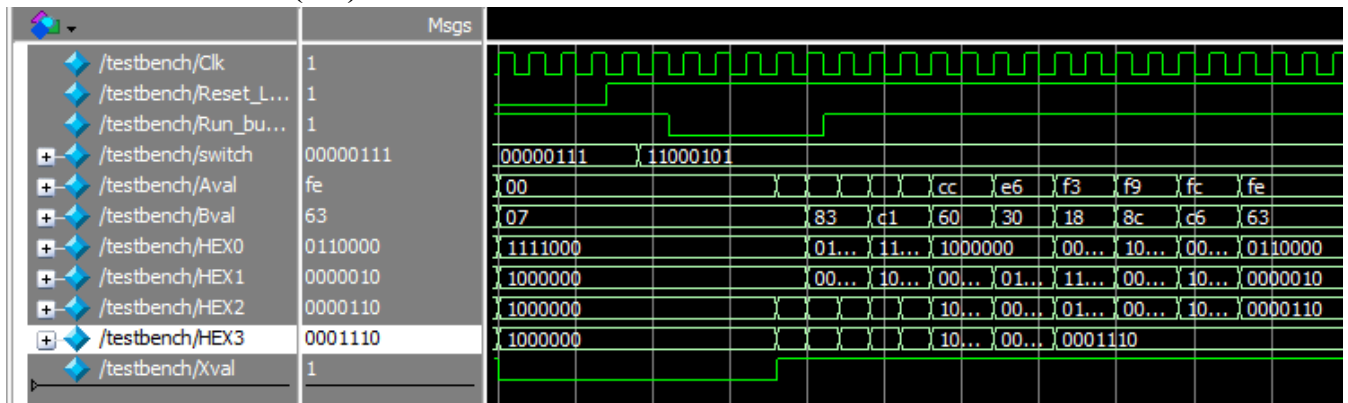 Msgs
/testbench/Clk 1
/testbench/Reset_L... 1
/testbench/Run_bu... 1
/testbench/switch 00000111 00000111 11000101
/testbench/Aval fe 00 cc e6 f3 f9 fc fe
/testbench/Bval 63 07 83 c1 60 30 18 8c c6 63
/testbench/HEX0 0110000 1111000 01... 11... 1000000 00... 10... 00... 0110000
/testbench/HEX1 0000010 1000000 00... 10... 00... 01... 11... 00... 10... 0000010
/testbench/HEX2 0000110 1000000 10... 00... 01... 00... 10... 0000110
/testbench/HEX3 0001110 1000000 10... 00... 0001110
/testbench/Xval 1